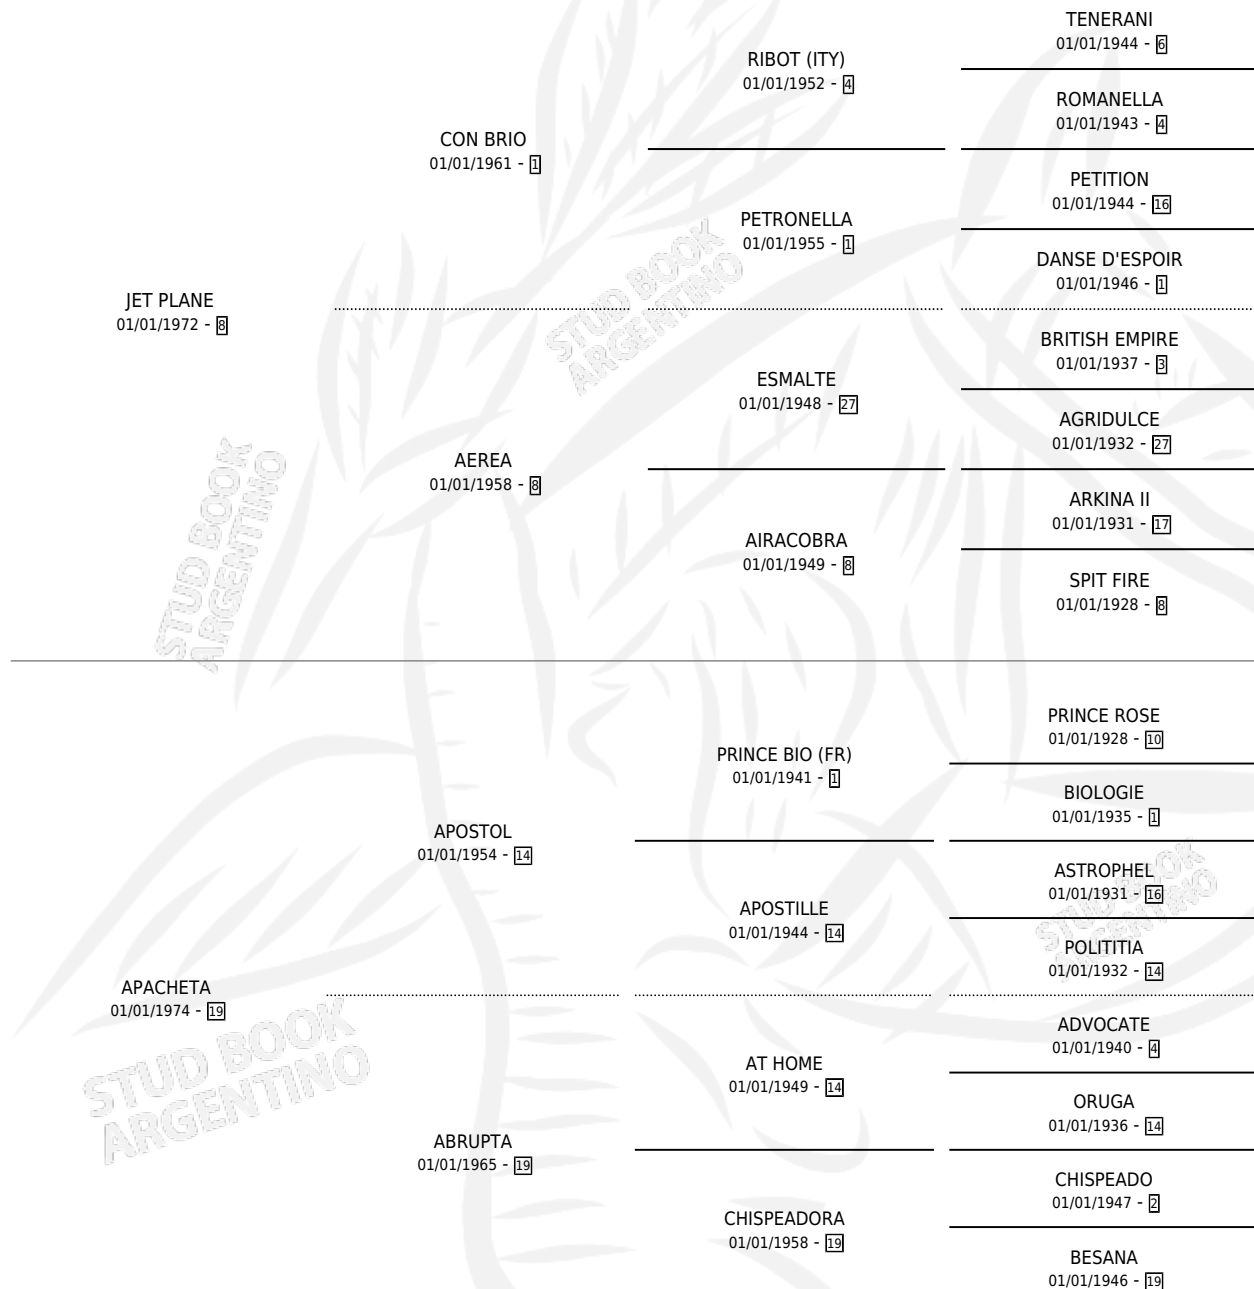 TENERANI
01/01/1944 - 6
RIBOT (ITY)
01/01/1952 - 4
ROMANELLA
01/01/1943 - 4
CON BRIO
01/01/1961 - 1
PETITION
01/01/1944 - 16
PETRONELLA
01/01/1955 - 1
DANSE D'ESPOIR
01/01/1946 - 1
JET PLANE
01/01/1972 - 8
BRITISH EMPIRE
01/01/1937 - 3
ESMALTE
01/01/1948 - 27
AGRIDULCE
01/01/1932 - 27
AEREA
01/01/1958 - 8
ARKINA II
01/01/1931 - 17
AIRACOBRA
01/01/1949 - 8
SPIT FIRE
01/01/1928 - 8
PRINCE ROSE
01/01/1928 - 10
PRINCE BIO (FR)
01/01/1941 - 1
BIOLOGIE
01/01/1935 - 1
APOSTOL
01/01/1954 - 14
ASTROPHEL
01/01/1931 - 16
APOSTILLE
01/01/1944 - 14
POLITITIA
01/01/1932 - 14
APACHETA
01/01/1974 - 19
ADVOCATE
01/01/1940 - 4
AT HOME
01/01/1949 - 14
ORUGA
01/01/1936 - 14
ABRUPTA
01/01/1965 - 19
CHISPEADO
01/01/1947 - 2
CHISPEADORA
01/01/1958 - 19
BESANA
01/01/1946 - 19
STUD BOOK
ARGENTINO
STUD BOOK
ARGENTINO
STUD BOOK
ARGENTINO
STUD BOOK
ARGENTINO